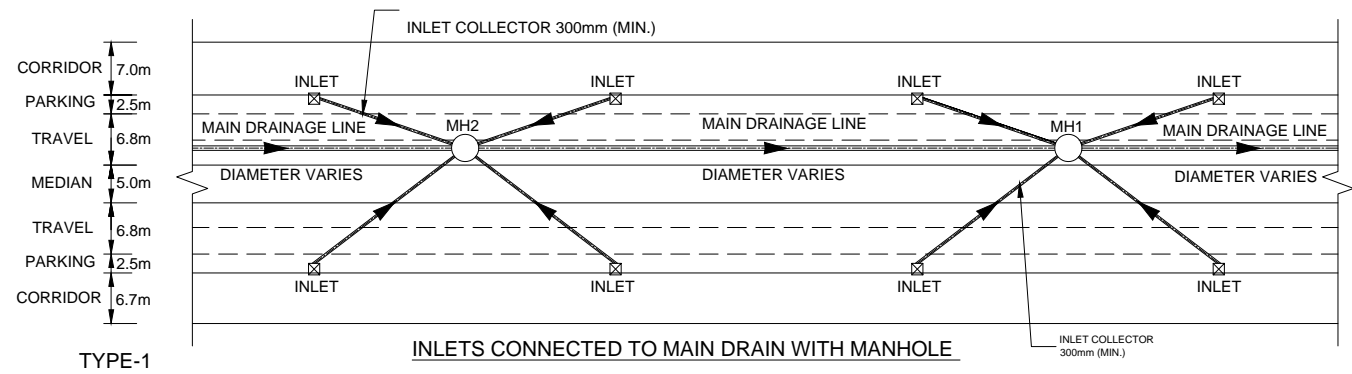 INLET COLLECTOR 300mm (MIN.)
CORRIDOR 7.0m
INLET INLET INLET INLET
PARKING 2.5m
TRAVEL 6.8m
MAIN DRAINAGE LINE MH2 MAIN DRAINAGE LINE MH1 MAIN DRAINAGE LINE
DIAMETER VARIES DIAMETER VARIES DIAMETER VARIES
MEDIAN 5.0m
TRAVEL 6.8m
PARKING 2.5m
INLET INLET INLET INLET
CORRIDOR 6.7m
INLET COLLECTOR
300mm (MIN.)
INLETS CONNECTED TO MAIN DRAIN WITH MANHOLE
TYPE-1